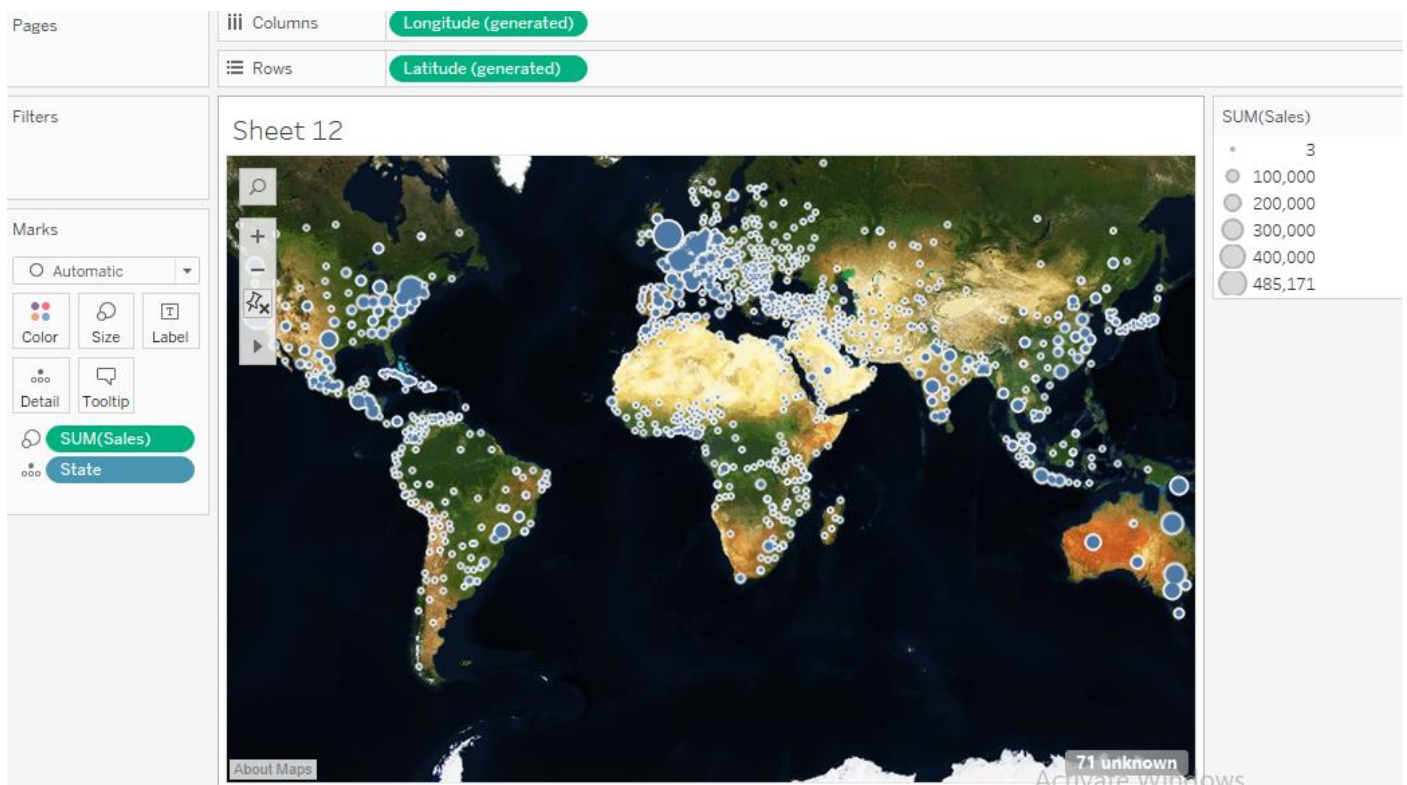 Pages
Columns
Longitude (generated)
Rows
Latitude (generated)
Filters
Marks
Automatic
Color
Size
T
Label
Detail
Tooltip
SUM(Sales)
State
Sheet 12
About Maps
71 unknown
SUM(Sales)
3
100,000
200,000
300,000
400,000
485,171
Activate Windows